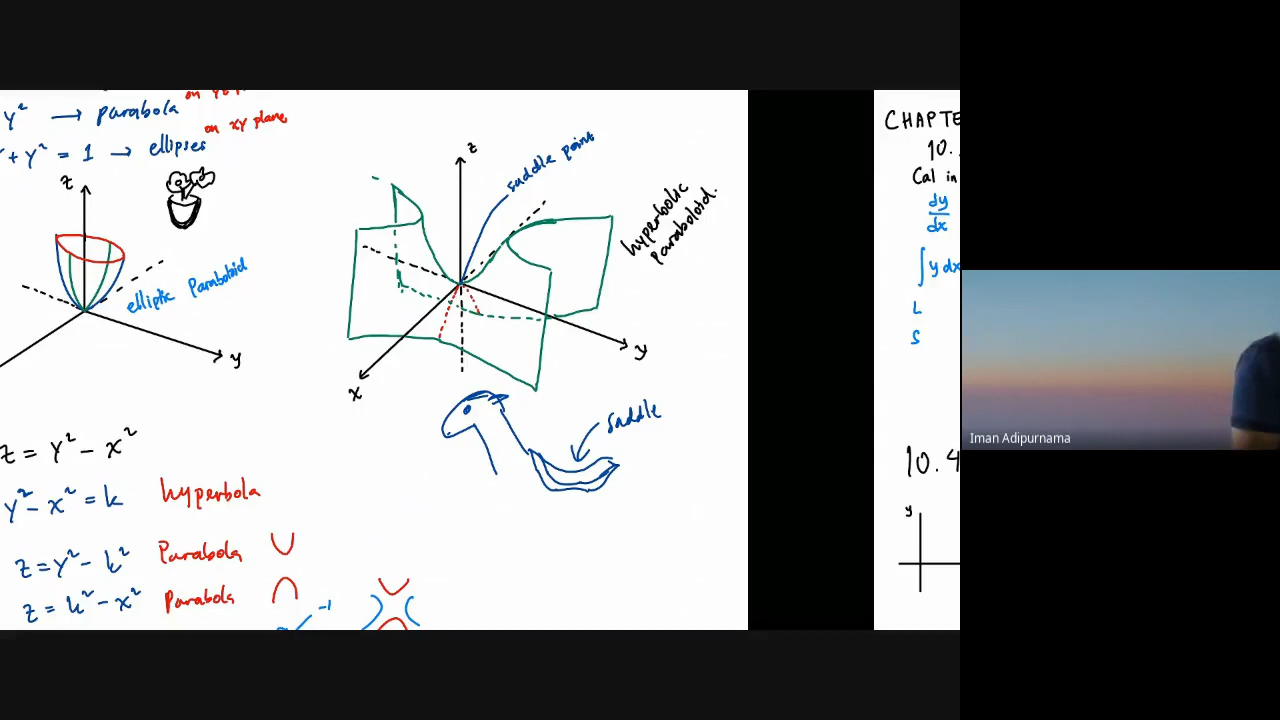 y² → parabola
on xy plane
+ y² = 1 → ellipses
z
elliptic paraboloid
y
z
saddle point
hyperbolic
paraboloid.
y
x
saddle
z = y² - x²
y² - x² = k hyperbola
z = y² - k² Parabola
z = k² - x² Parabola
-1
CHAPTE
10.
Cal in
dy
dx
∫ y dx
L
S
10.4
y
Iman Adipurnama